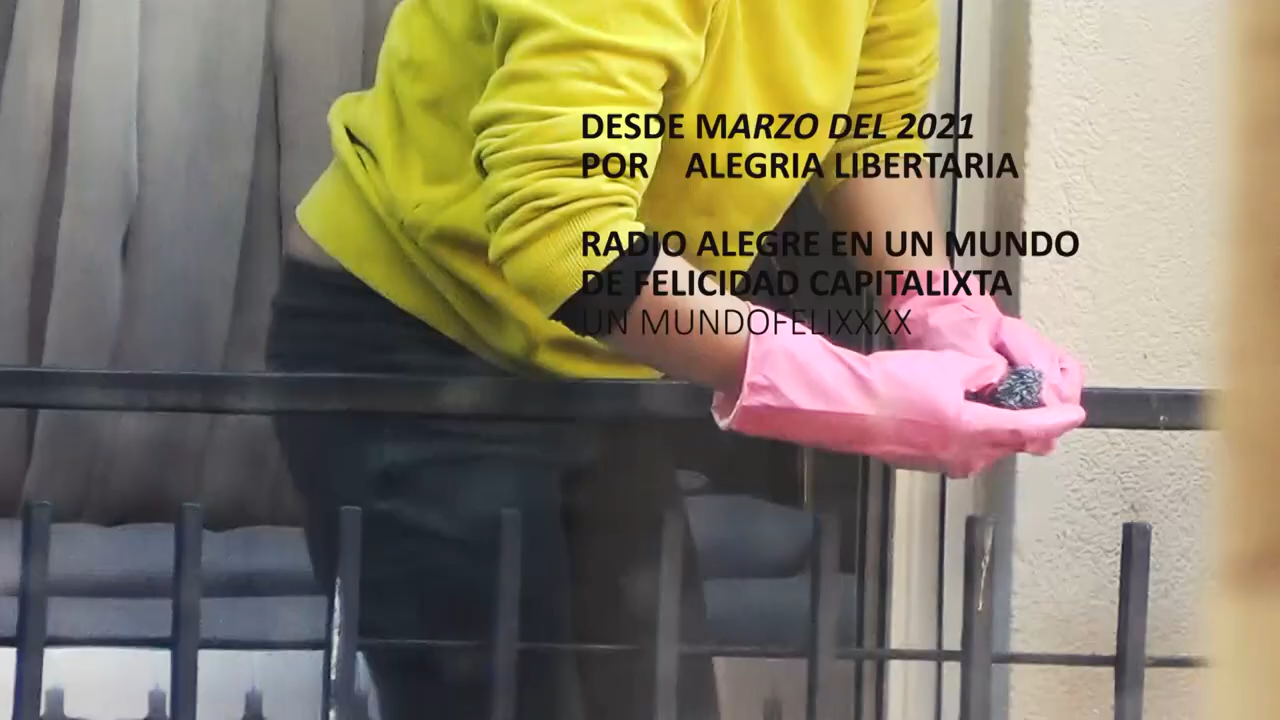 DESDE MARZO DEL 2021
POR ALEGRIA LIBERTARIA
RADIO ALEGRE EN UN MUNDO
DE FELICIDAD CAPITALIXTA
UN MUNDOFELIXXXX